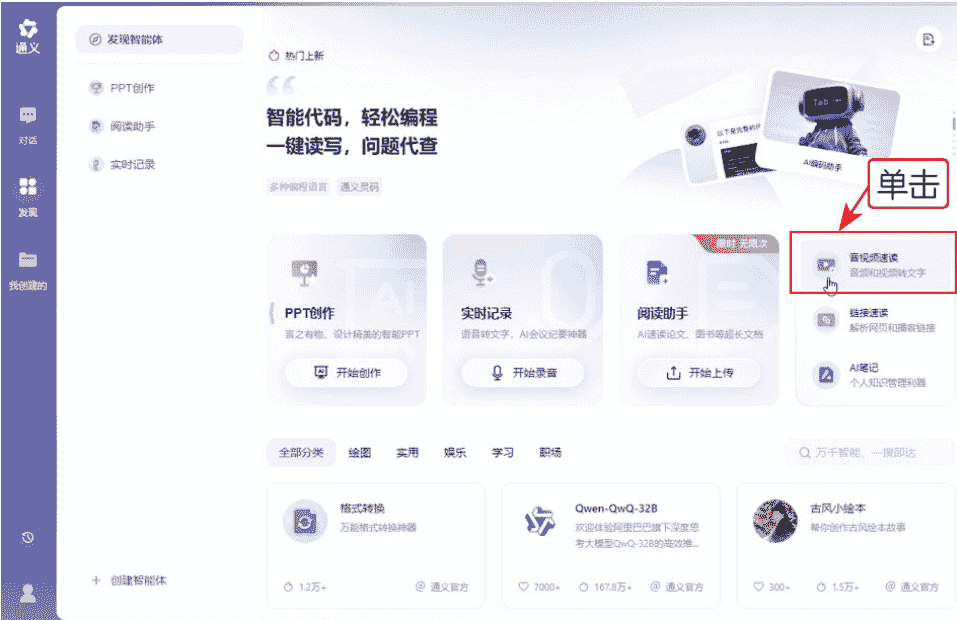 通义
对话
发现
我创建的
发现智能体
PPT创作
阅读助手
实时记录
创建智能体
热门上新
智能代码，轻松编程
一键读写，问题代查
多种编程语言 通义灵码
以下是完整的
Tab
AI编码助手
单击
PPT创作
言之有物、设计精美的智能PPT
开始创作
实时记录
语音转文字，AI会议纪要神器
开始录音
限时 无限次
阅读助手
AI速读论文、图书等超长文档
开始上传
音视频速读
音频和视频转文字
链接速读
解析网页和播客链接
AI笔记
个人知识管理利器
全部分类 绘图 实用 娱乐 学习 职场
万千智能，一搜即达
格式转换
万能格式转换神器
1.2万+ @ 通义官方
Qwen-QwQ-32B
欢迎体验阿里巴巴旗下深度思
考大模型QwQ-32B的高效推...
7000+ 167.8万+ @ 通义官方
古风小绘本
帮你创作古风绘本故事
300+ 1.5万+ @ 通义官方